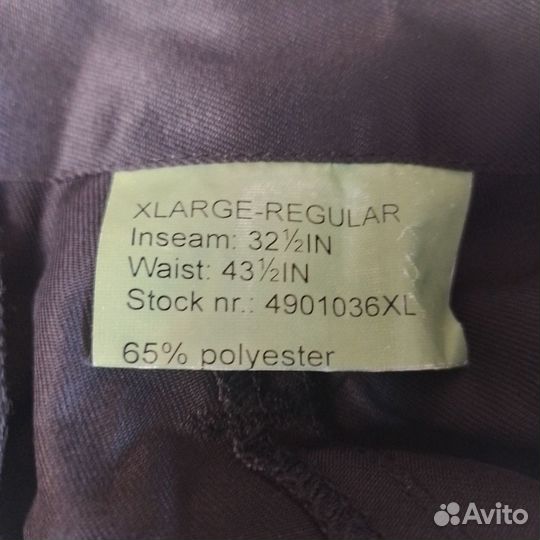 XLARGE-REGULAR
Inseam: 32½IN
Waist: 43½IN
Stock nr.: 4901036XL
65% polyester
Avito